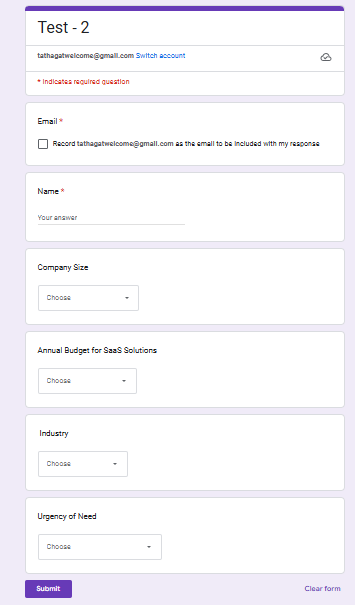 Test - 2
tathagatwelcome@gmail.com Switch account
* Indicates required question
Email *
Record tathagatwelcome@gmail.com as the email to be included with my response
Name *
Your answer
Company Size
Choose
Annual Budget for SaaS Solutions
Choose
Industry
Choose
Urgency of Need
Choose
Submit Clear form